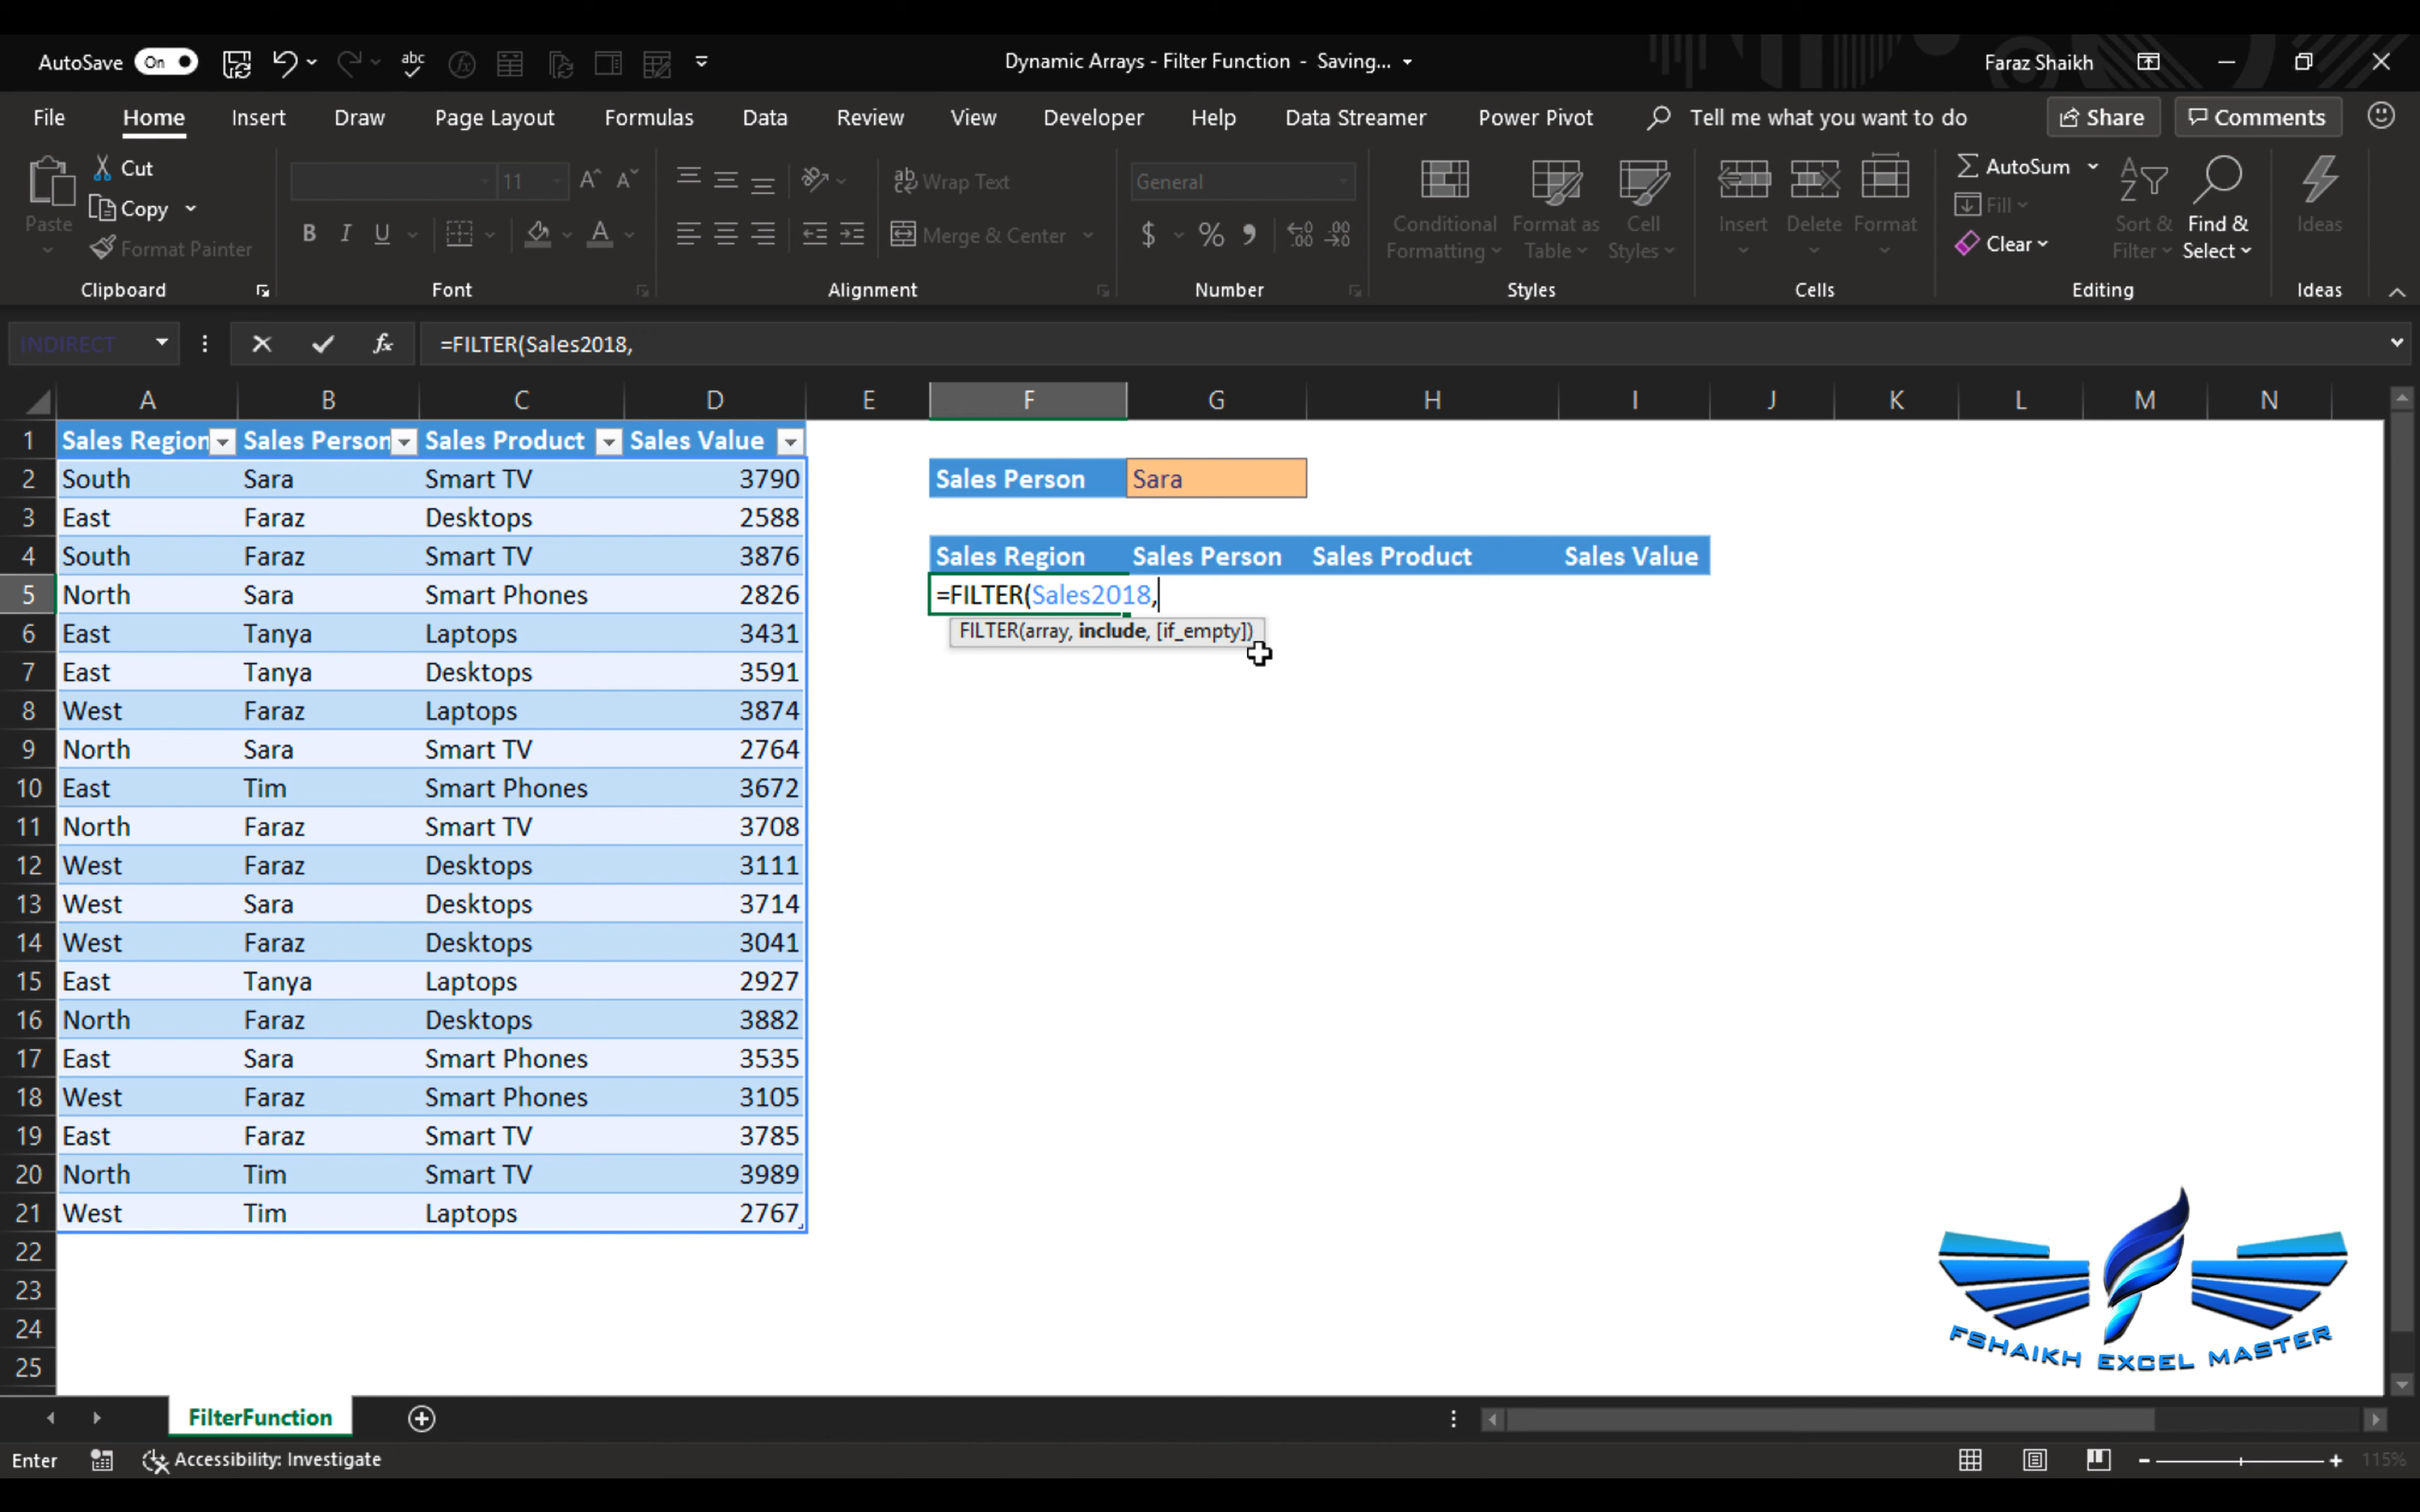 AutoSave On abc Dynamic Arrays - Filter Function - Saving... Faraz Shaikh
File Home Insert Draw Page Layout Formulas Data Review View Developer Help Data Streamer Power Pivot Tell me what you want to do Share Comments
Paste Cut Copy Format Painter Clipboard
11 A A B I U A Font
ab Wrap Text Merge & Center Alignment
General $ % 9 .00 .00 Number
Conditional Formatting Format as Table Cell Styles Styles
Insert Delete Format Cells
AutoSum Fill Clear Sort & Filter Find & Select Editing
Ideas Ideas
INDIRECT fx =FILTER(Sales2018,
A B C D E F G H I J K L M N
1 Sales Region Sales Person Sales Product Sales Value
2 South Sara Smart TV 3790 Sales Person Sara
3 East Faraz Desktops 2588
4 South Faraz Smart TV 3876 Sales Region Sales Person Sales Product Sales Value
5 North Sara Smart Phones 2826 =FILTER(Sales2018,
6 East Tanya Laptops 3431 FILTER(array, include, [if_empty])
7 East Tanya Desktops 3591
8 West Faraz Laptops 3874
9 North Sara Smart TV 2764
10 East Tim Smart Phones 3672
11 North Faraz Smart TV 3708
12 West Faraz Desktops 3111
13 West Sara Desktops 3714
14 West Faraz Desktops 3041
15 East Tanya Laptops 2927
16 North Faraz Desktops 3882
17 East Sara Smart Phones 3535
18 West Faraz Smart Phones 3105
19 East Faraz Smart TV 3785
20 North Tim Smart TV 3989
21 West Tim Laptops 2767
22
23
24
25
FSHAIKH EXCEL MASTER
FilterFunction
Enter Accessibility: Investigate 115%